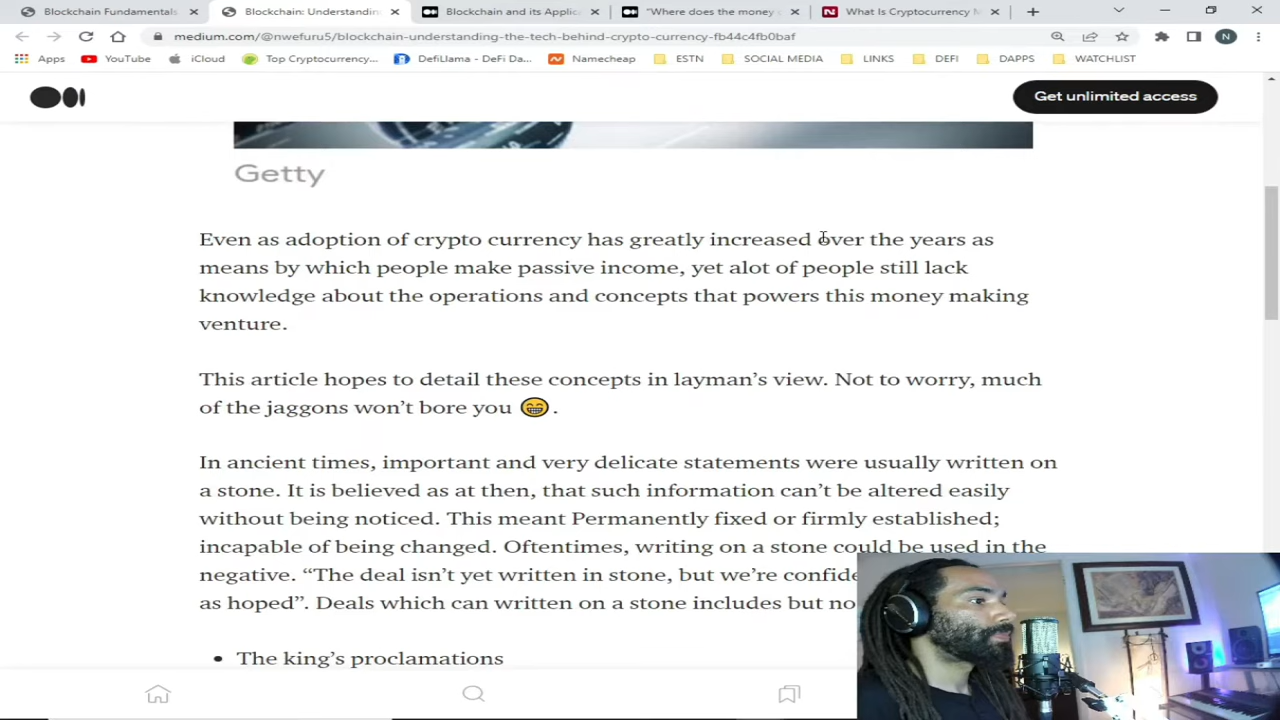 Blockchain Fundamentals
Blockchain: Understandin
Blockchain and its Applic
"Where does the money
What Is Cryptocurrency M
medium.com/@nwefuru5/blockchain-understanding-the-tech-behind-crypto-currency-fb44c4fb0baf
N
Apps YouTube iCloud Top Cryptocurrency... DefiLlama - DeFi Da... Namecheap ESTN SOCIAL MEDIA LINKS DEFI DAPPS WATCHLIST
Get unlimited access
Getty
Even as adoption of crypto currency has greatly increased over the years as
means by which people make passive income, yet alot of people still lack
knowledge about the operations and concepts that powers this money making
venture.
This article hopes to detail these concepts in layman's view. Not to worry, much
of the jaggons won't bore you 😁 .
In ancient times, important and very delicate statements were usually written on
a stone. It is believed as at then, that such information can't be altered easily
without being noticed. This meant Permanently fixed or firmly established;
incapable of being changed. Oftentimes, writing on a stone could be used in the
negative. "The deal isn't yet written in stone, but we're confide
as hoped". Deals which can written on a stone includes but no
• The king's proclamations